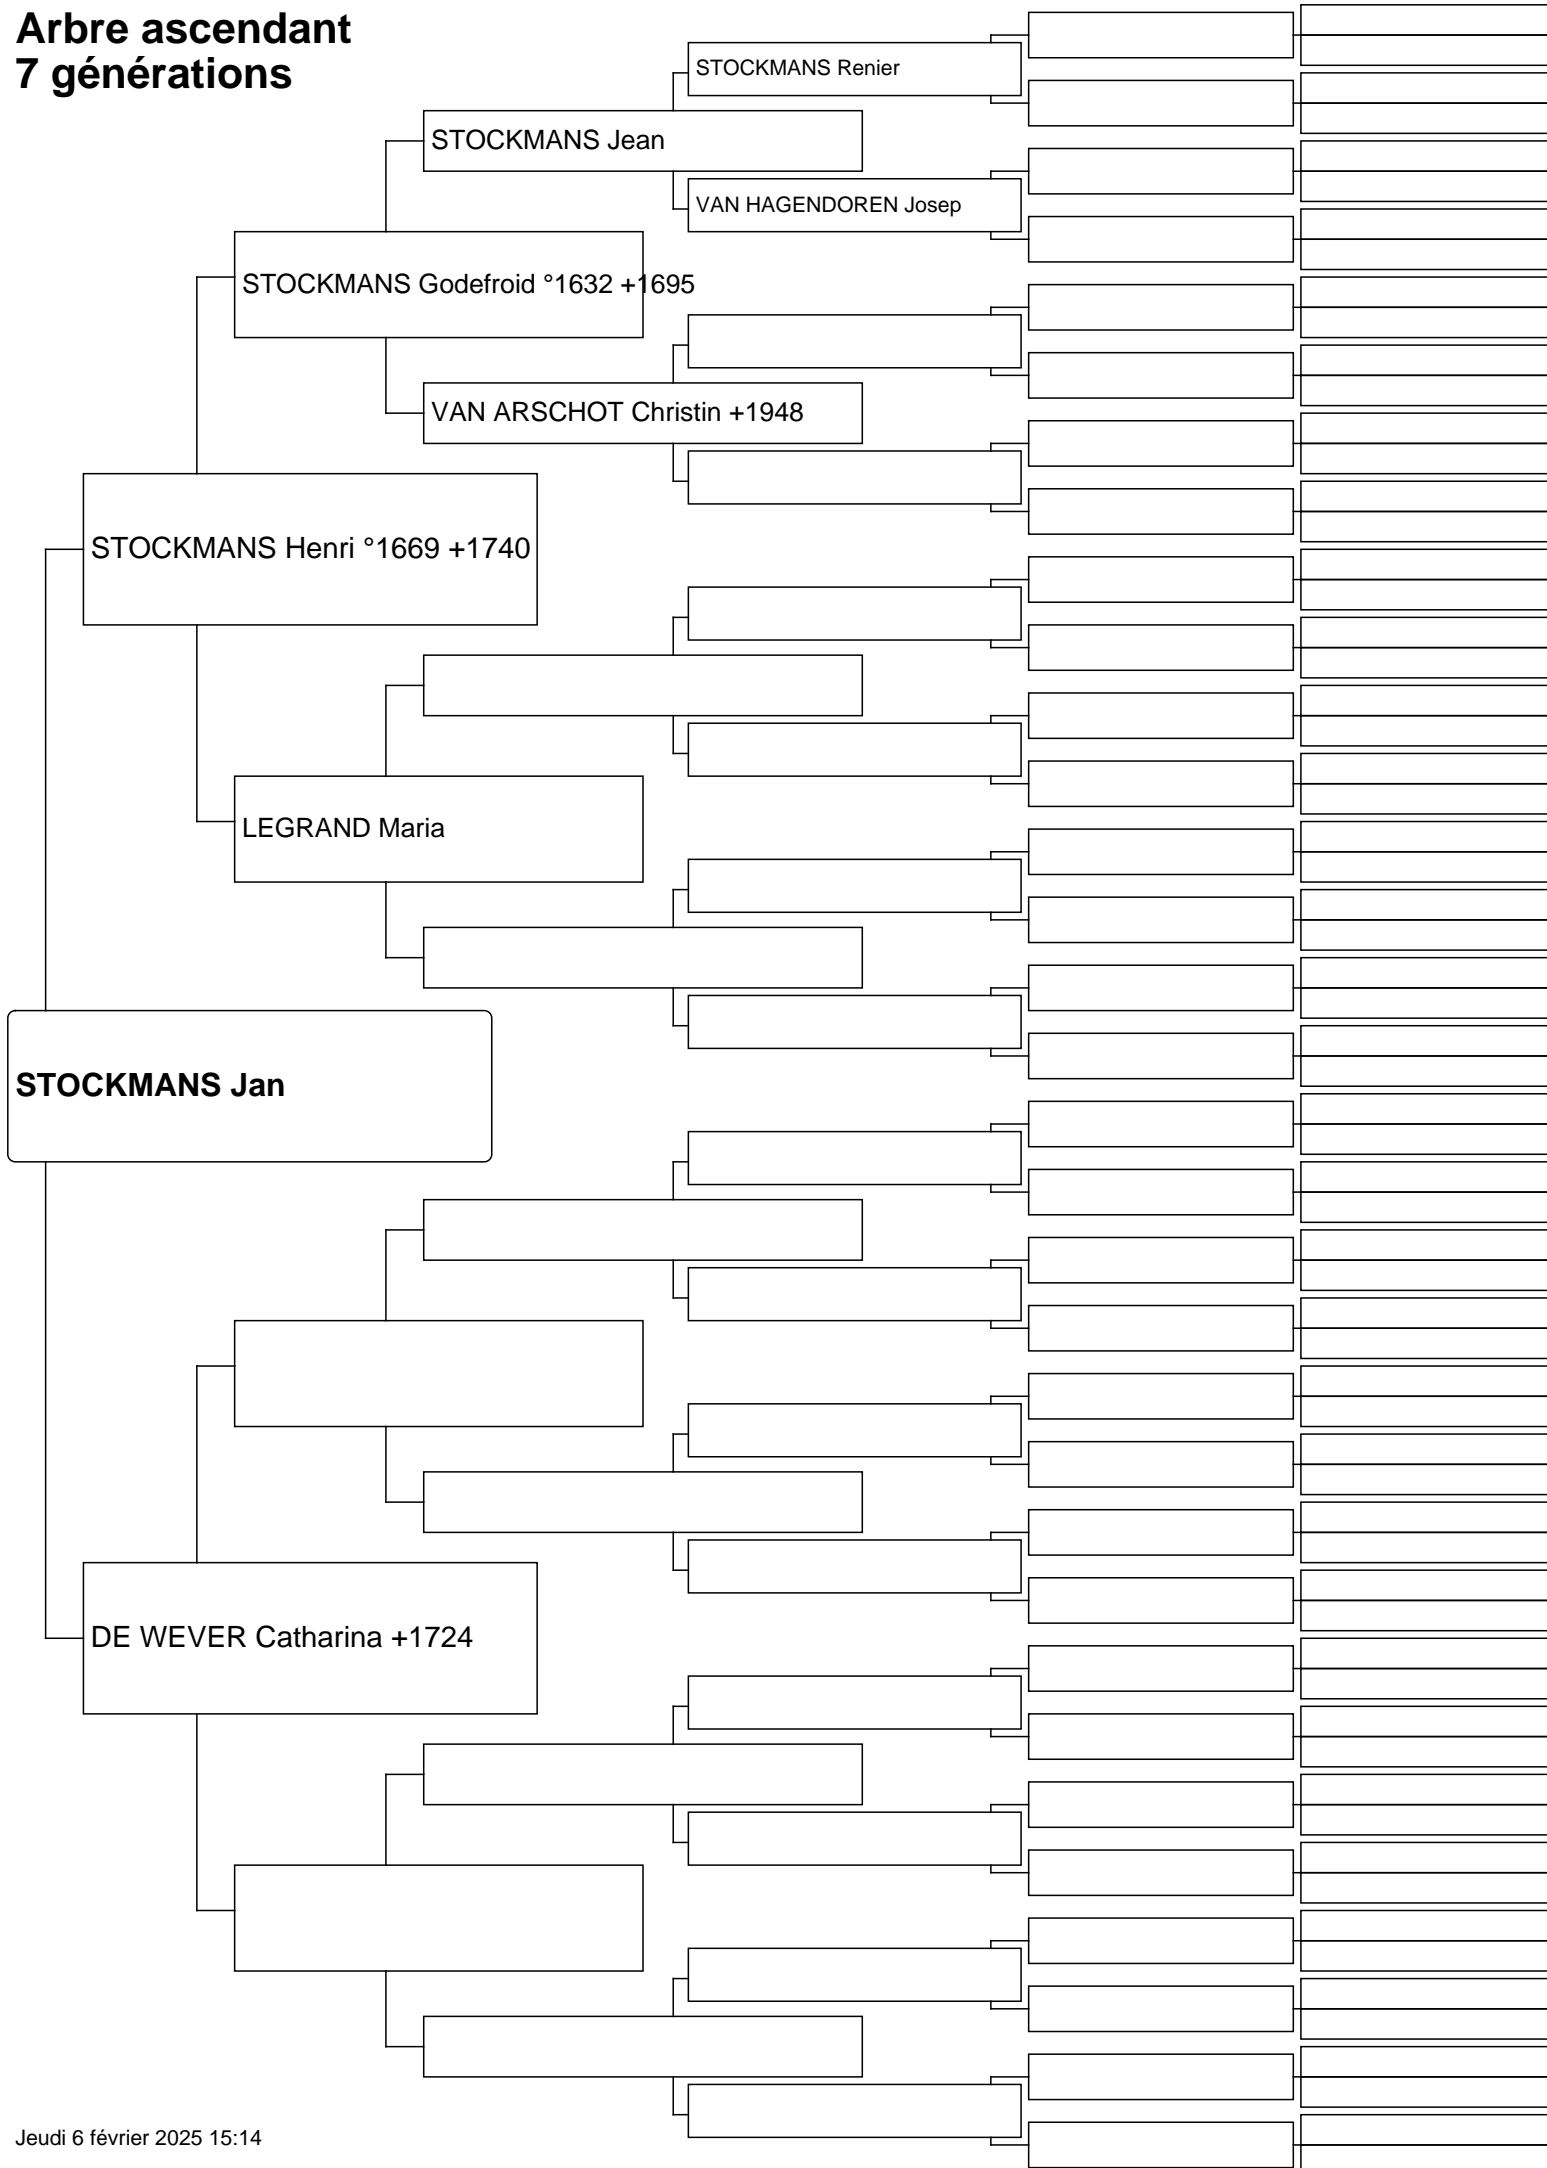 Arbre ascendant
7 générations
STOCKMANS Renier
STOCKMANS Jean
VAN HAGENDOREN Josep
STOCKMANS Godefroid °1632 +1695
VAN ARSCHOT Christin +1948
STOCKMANS Henri °1669 +1740
LEGRAND Maria
STOCKMANS Jan
DE WEVER Catharina +1724
Jeudi 6 février 2025 15:14